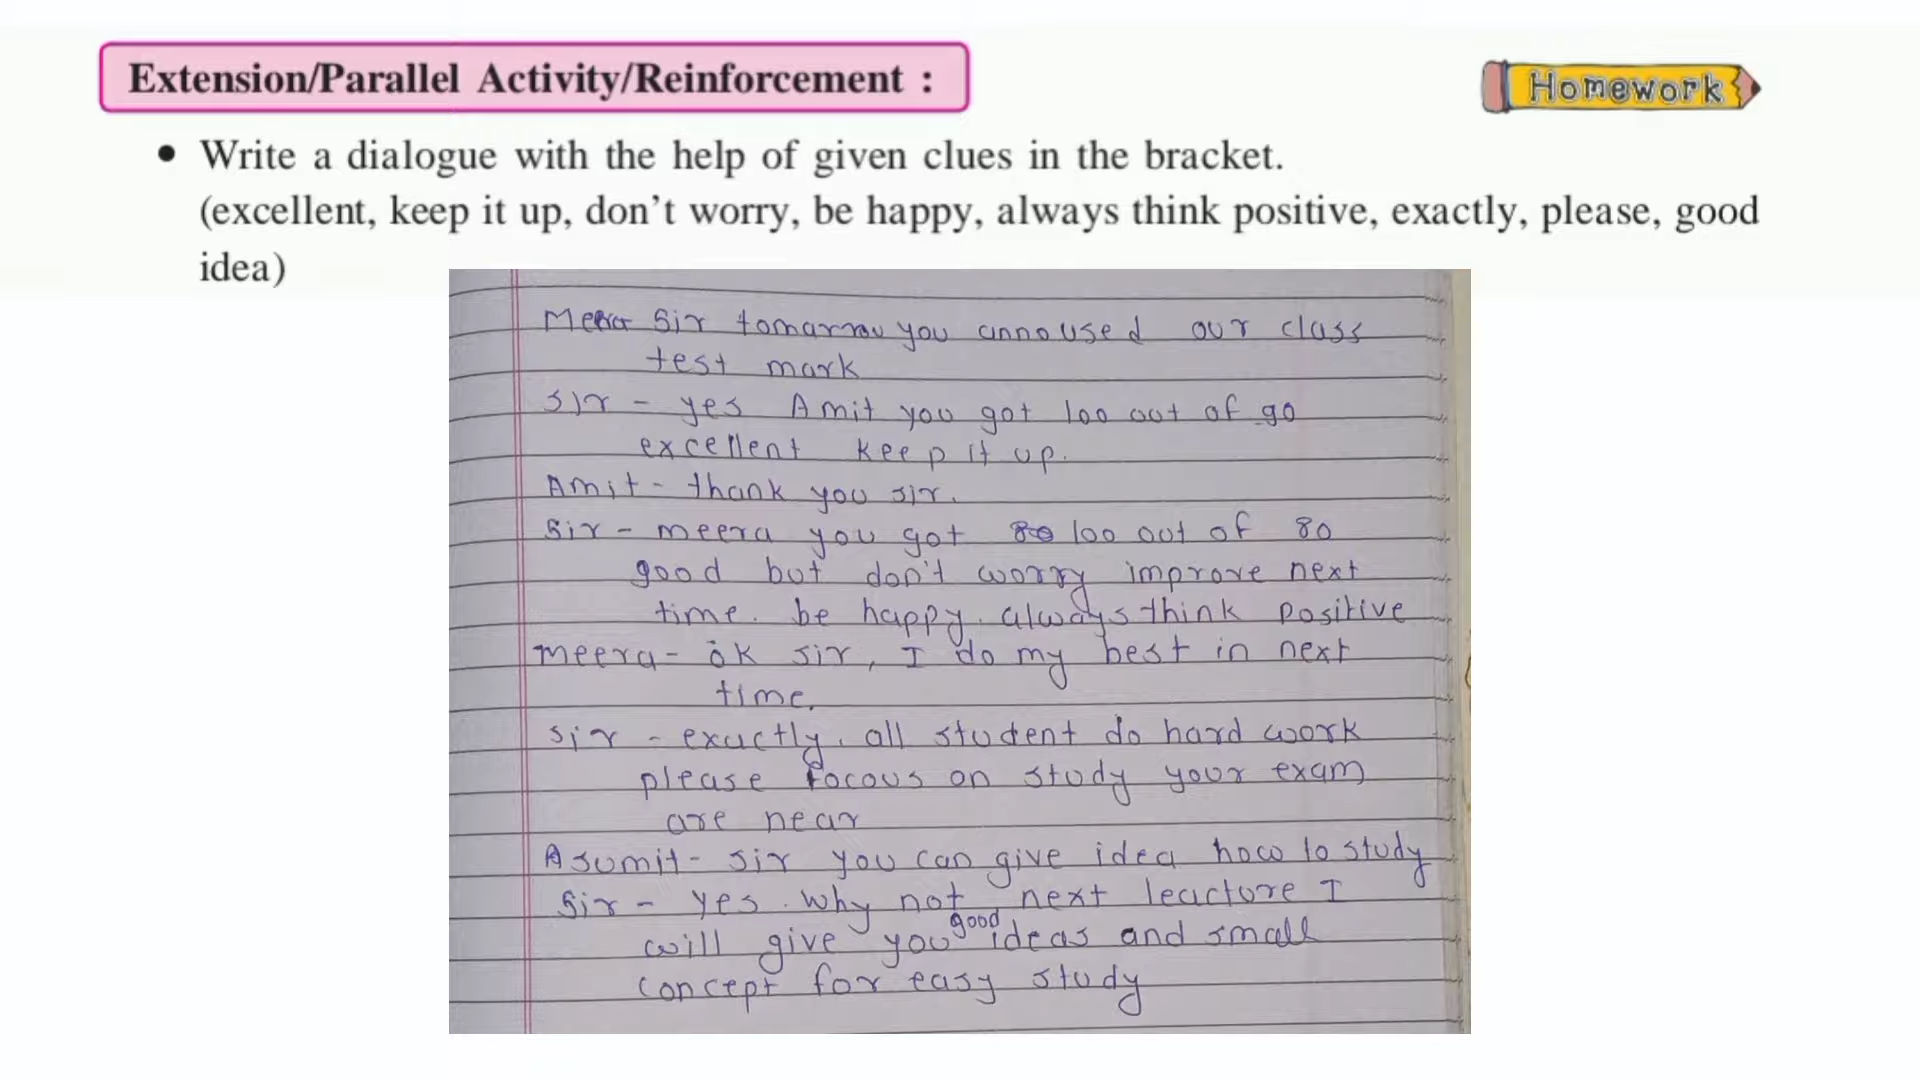 Extension/Parallel Activity/Reinforcement :
Homework
• Write a dialogue with the help of given clues in the bracket.
(excellent, keep it up, don't worry, be happy, always think positive, exactly, please, good
idea)
Meera Sir tomarrow you annoused our class
test mark
sir - yes Amit you got 100 out of 90
excellent keep it up.
Amit - thank you sir.
Sir - meera you got 80 100 out of 80
good but don't worry improve next
time. be happy. always think positive
meera - ok sir, I do my best in next
time.
sir - exactly. all student do hard work
please focous on study your exam
are near
A sumit - sir you can give idea how to study
Sir - yes. why not next leacture I
good
will give you ideas and small
concept for easy study